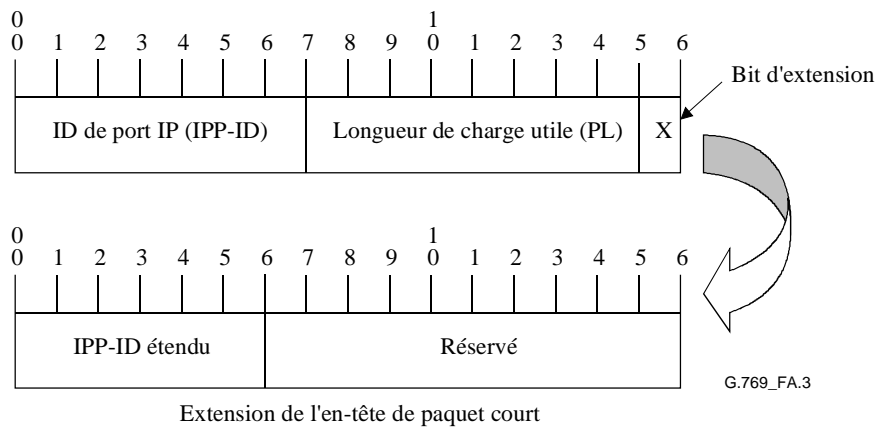 0 1
0 1 2 3 4 5 6 7 8 9 0 1 2 3 4 5 6
Bit d'extension
ID de port IP (IPP-ID) Longueur de charge utile (PL) X
0 1
0 1 2 3 4 5 6 7 8 9 0 1 2 3 4 5 6
IPP-ID étendu Réservé
G.769_FA.3
Extension de l'en-tête de paquet court